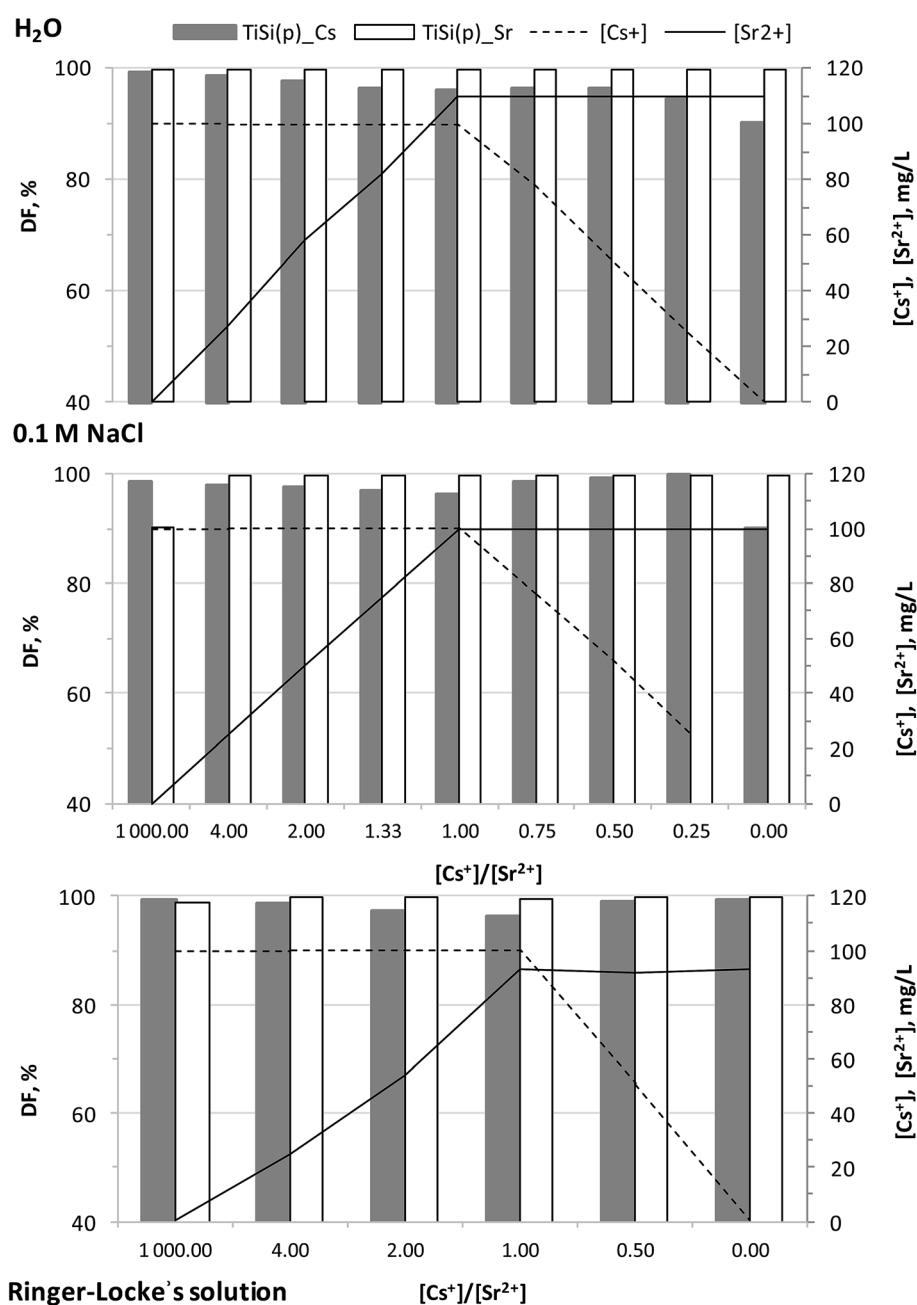 H₂O
TiSi(p)_Cs TiSi(p)_Sr [Cs+] [Sr2+]
100 120
100
80 80
60
60 40
20
40 0
DF, %
[Cs⁺], [Sr²⁺], mg/L
0.1 M NaCl
100 120
100
80 80
60
60 40
20
40 0
DF, %
[Cs⁺], [Sr²⁺], mg/L
1 000.00 4.00 2.00 1.33 1.00 0.75 0.50 0.25 0.00
[Cs⁺]/[Sr²⁺]
100 120
100
80 80
60
60 40
20
40 0
DF, %
[Cs⁺], [Sr²⁺], mg/L
1 000.00 4.00 2.00 1.00 0.50 0.00
Ringer-Locke's solution [Cs⁺]/[Sr²⁺]